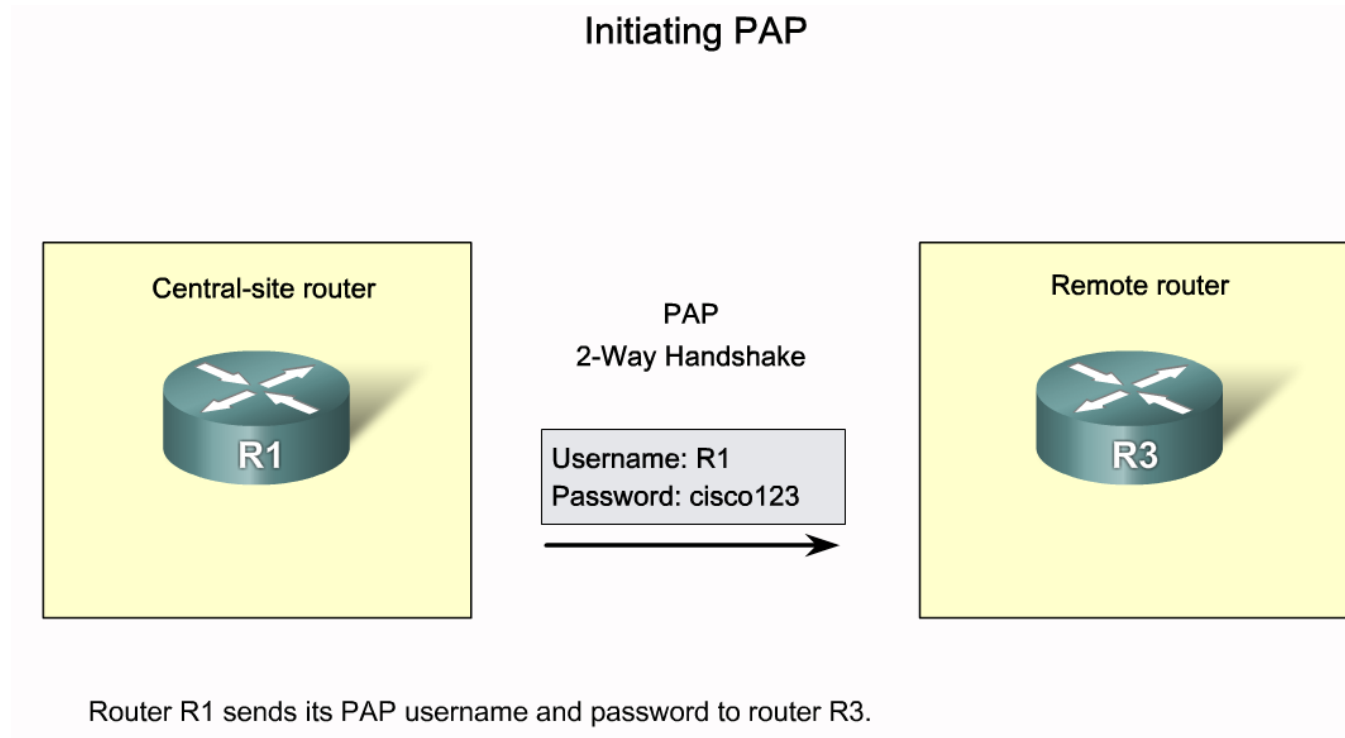 Initiating PAP
Central-site router
R1
PAP
2-Way Handshake
Username: R1
Password: cisco123
Remote router
R3
Router R1 sends its PAP username and password to router R3.